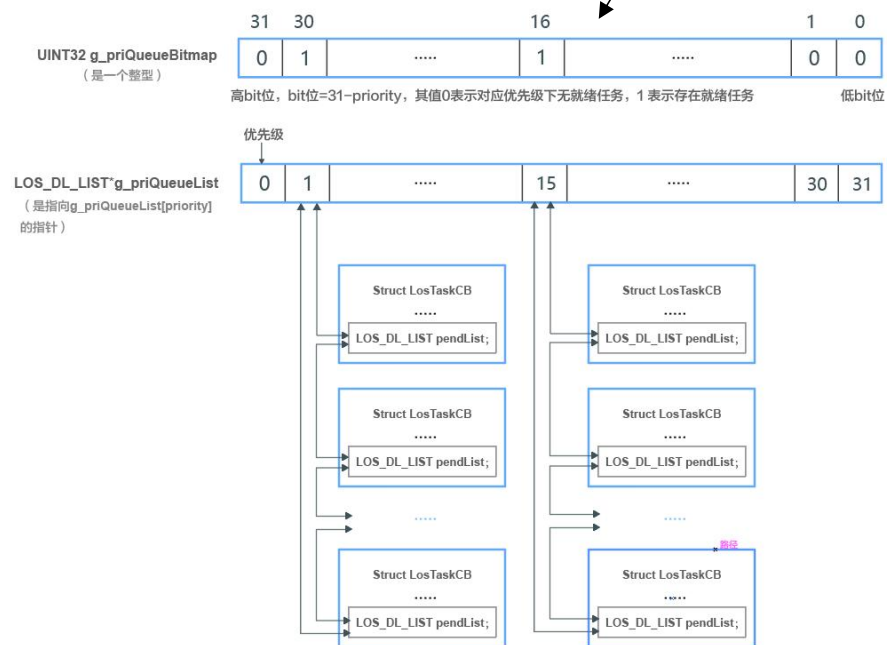 31 30 16 1 0
UINT32 g_priQueueBitmap
0 1 ..... 1 ..... 0 0
（是一个整型）
高bit位，bit位=31-priority，其值0表示对应优先级下无就绪任务，1 表示存在就绪任务 低bit位
优先级
LOS_DL_LIST*g_priQueueList
0 1 ..... 15 ..... 30 31
（是指向g_priQueueList[priority]
的指针）
Struct LosTaskCB
.....
LOS_DL_LIST pendList;
Struct LosTaskCB
.....
LOS_DL_LIST pendList;
Struct LosTaskCB
.....
LOS_DL_LIST pendList;
Struct LosTaskCB
.....
LOS_DL_LIST pendList;
..... .....
路径
Struct LosTaskCB
.....
LOS_DL_LIST pendList;
Struct LosTaskCB
.....
LOS_DL_LIST pendList;